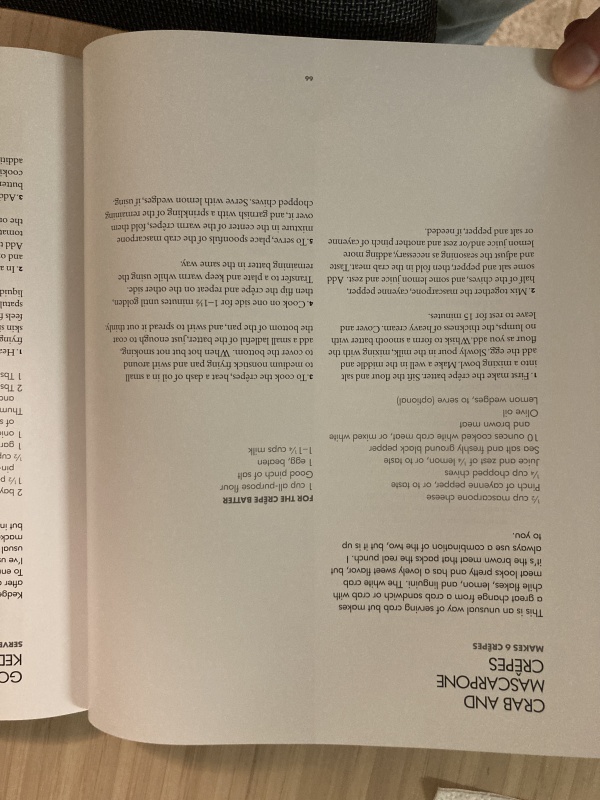 CRAB AND
MASCARPONE
CRÊPES
MAKES 6 CRÊPES
This is an unusual way of serving crab but makes
a great change from a crab sandwich or crab with
chile flakes, lemon, and linguini. The white crab
meat looks pretty and has a lovely sweet flavor, but
it's the brown meat that packs the real punch. I
always use a combination of the two, but it is up
to you.
½ cup mascarpone cheese
Pinch of cayenne pepper, or to taste
¼ cup chopped chives
Juice and zest of ¼ lemon, or to taste
Sea salt and freshly ground black pepper
10 ounces cooked white crab meat, or mixed white
and brown meat
Olive oil
Lemon wedges, to serve (optional)
FOR THE CRÊPE BATTER
1 cup all-purpose flour
Good pinch of salt
1 egg, beaten
1–1¼ cups milk
1. First make the crêpe batter. Sift the flour and salt
into a mixing bowl. Make a well in the middle and
add the egg. Slowly pour in the milk, mixing with the
flour as you add. Whisk to form a smooth batter with
no lumps, the thickness of heavy cream. Cover and
leave to rest for 15 minutes.
2. Mix together the mascarpone, cayenne pepper,
half of the chives, and some lemon juice and zest. Add
some salt and pepper, then fold in the crab meat. Taste
and adjust the seasoning as necessary, adding more
lemon juice and/or zest and another pinch of cayenne
or salt and pepper, if needed.
3. To cook the crêpes, heat a dash of oil in a small
to medium nonstick frying pan and swirl around
to cover the bottom. When hot but not smoking,
add a small ladleful of the batter, just enough to coat
the bottom of the pan, and swirl to spread it out thinly.
4. Cook on one side for 1–1½ minutes until golden,
then flip the crêpe and repeat on the other side.
Transfer to a plate and keep warm while using the
remaining batter in the same way.
5. To serve, place spoonfuls of the crab mascarpone
mixture in the center of the warm crêpes, fold them
over it, and garnish with a sprinkling of the remaining
chopped chives. Serve with lemon wedges, if using.
66
GO
KED
SERVE
Kedge
after
To en
I've u
usual
mack
but in
2 bay
1½ p
pin
½ cu
1 gar
1 onio
of s
Thum
and
2 Tbs
1 Tbs
1. Hea
frying
skin s
feels f
spatul
liquid
2. In a
and o
Add t
tomat
the o
3. Add
butter
cooki
additi